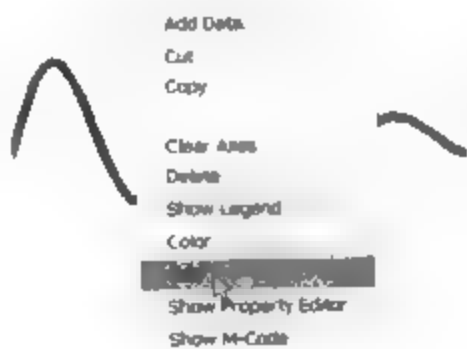 Add Data
Cut
Copy
Clear Axes
Delete
Show Legend
Color
Show Property Editor
Show M-Code